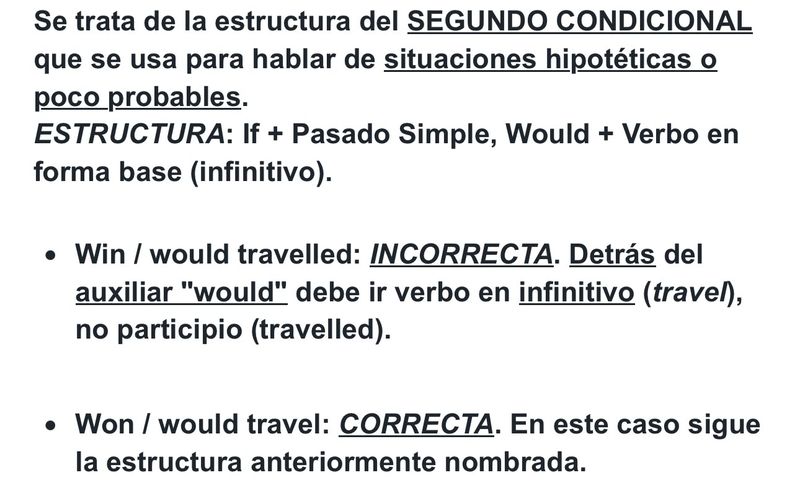 Se trata de la estructura del SEGUNDO CONDICIONAL
que se usa para hablar de situaciones hipotéticas o
poco probables.
ESTRUCTURA: If + Pasado Simple, Would + Verbo en
forma base (infinitivo).
• Win / would travelled: INCORRECTA. Detrás del
auxiliar "would" debe ir verbo en infinitivo (travel),
no participio (travelled).
• Won / would travel: CORRECTA. En este caso sigue
la estructura anteriormente nombrada.